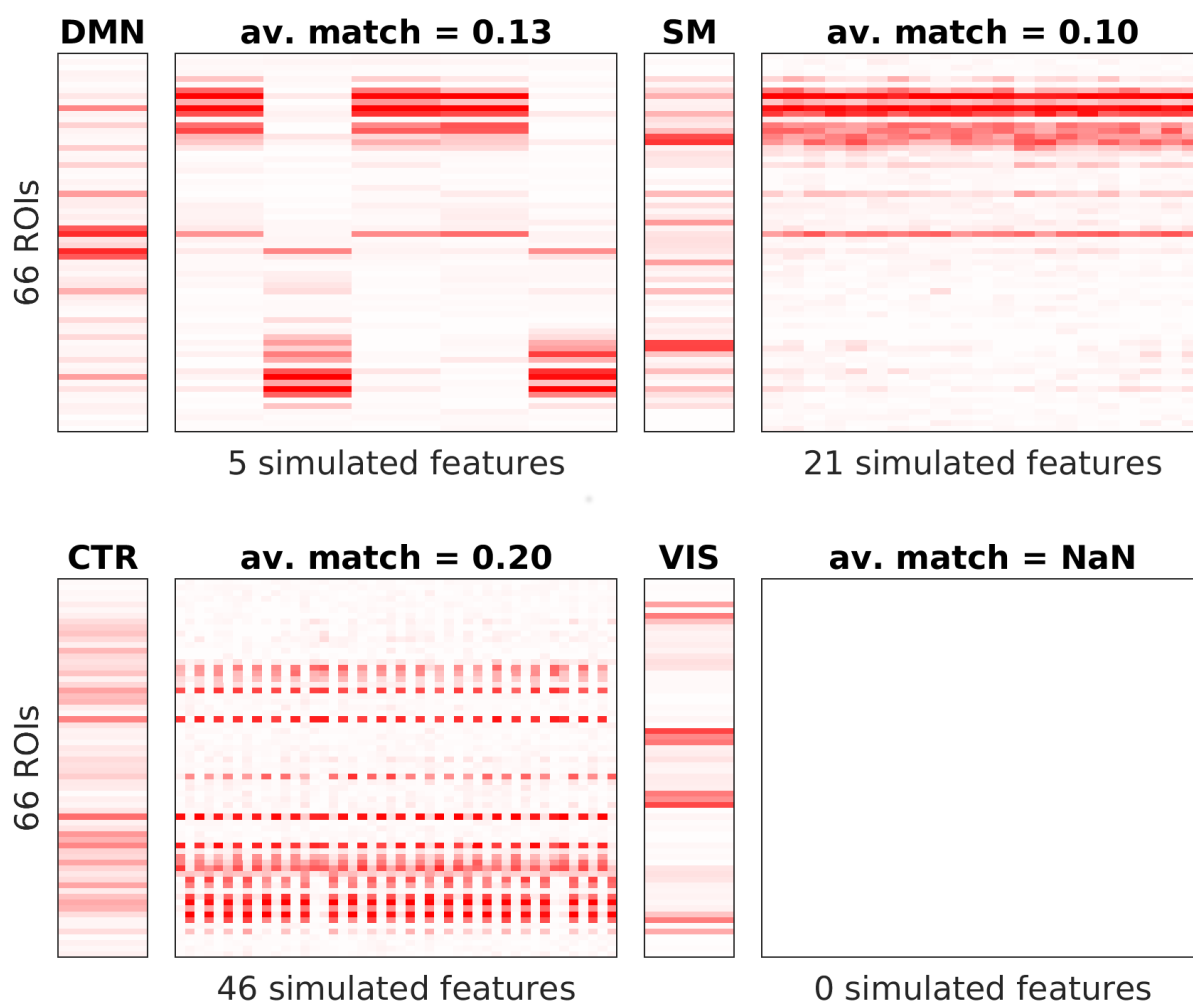 DMN av. match = 0.13 SM av. match = 0.10
66 ROIs
5 simulated features 21 simulated features
CTR av. match = 0.20 VIS av. match = NaN
66 ROIs
46 simulated features 0 simulated features